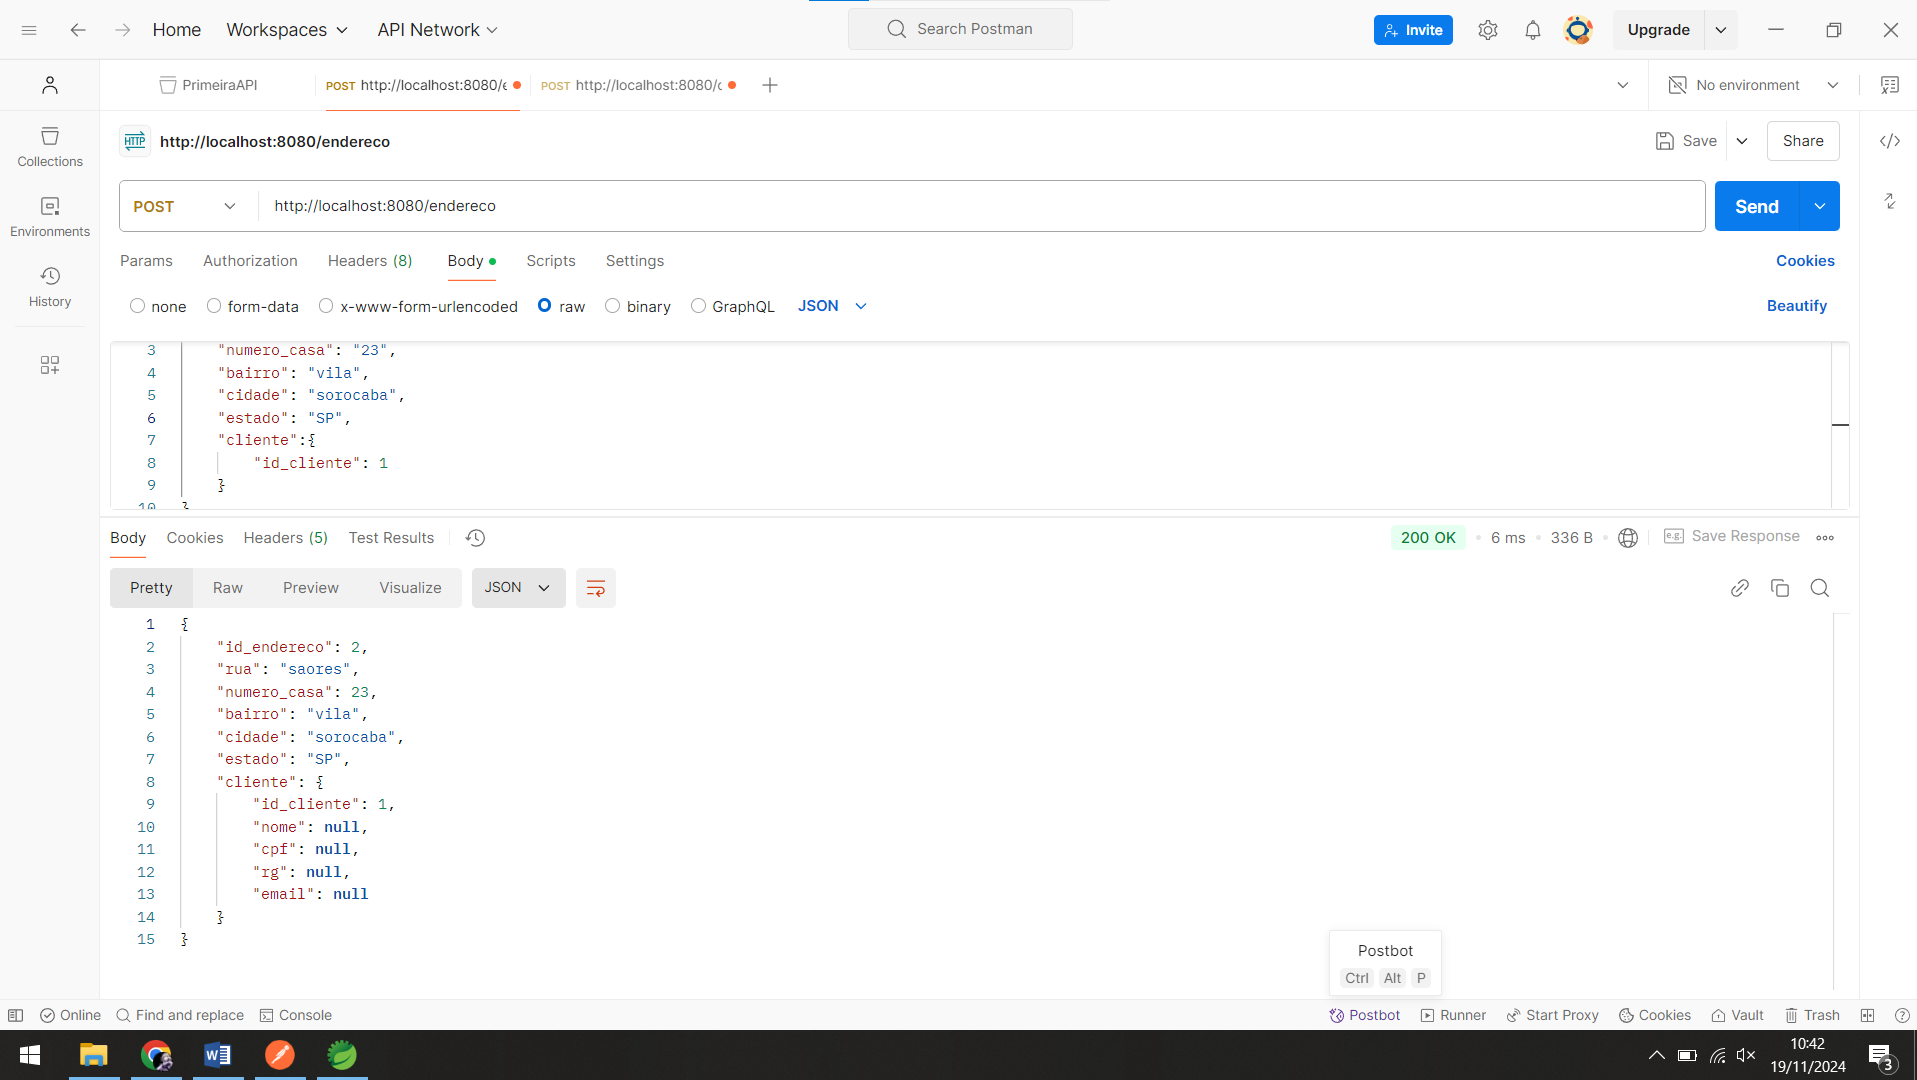 Home Workspaces API Network Search Postman Invite Upgrade
PrimeiraAPI POST http://localhost:8080/e POST http://localhost:8080/c No environment
HTTP http://localhost:8080/endereco Save Share
Collections
Environments
History
POST http://localhost:8080/endereco Send
Params Authorization Headers (8) Body Scripts Settings Cookies
none form-data x-www-form-urlencoded raw binary GraphQL JSON Beautify
3 "numero_casa": "23",
4 "bairro": "vila",
5 "cidade": "sorocaba",
6 "estado": "SP",
7 "cliente":{
8 "id_cliente": 1
9 }
10 }
Body Cookies Headers (5) Test Results 200 OK 6 ms 336 B e.g. Save Response
Pretty Raw Preview Visualize JSON
1 {
2 "id_endereco": 2,
3 "rua": "saores",
4 "numero_casa": 23,
5 "bairro": "vila",
6 "cidade": "sorocaba",
7 "estado": "SP",
8 "cliente": {
9 "id_cliente": 1,
10 "nome": null,
11 "cpf": null,
12 "rg": null,
13 "email": null
14 }
15 }
Postbot
Ctrl Alt P
Online Find and replace Console Postbot Runner Start Proxy Cookies Vault Trash
10:42
19/11/2024
3